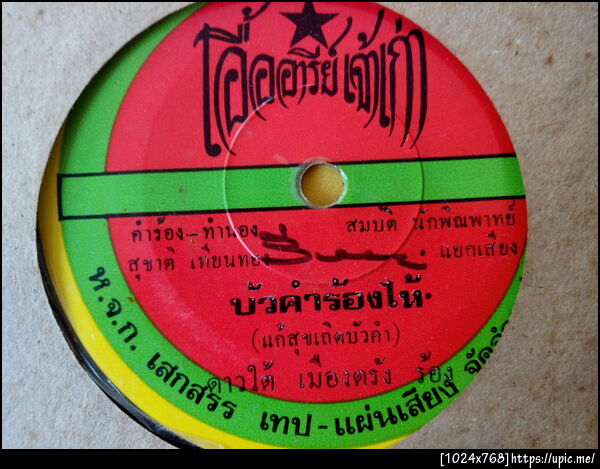 เอื้ออารีย์ เจ้าเก่า
คำร้อง-ทำนอง สมบัติ นักพิณพาทย์
สุชาติ เทียนทอง แยกเสียง
บัวคำร้องไห้
(แก้สุขเถิดบัวคำ)
ดาวใต้ เมืองตรัง ร้อง
ห.จ.ก. เสกสรร เทป-แผ่นเสียง
[1024x768]https://upic.me/